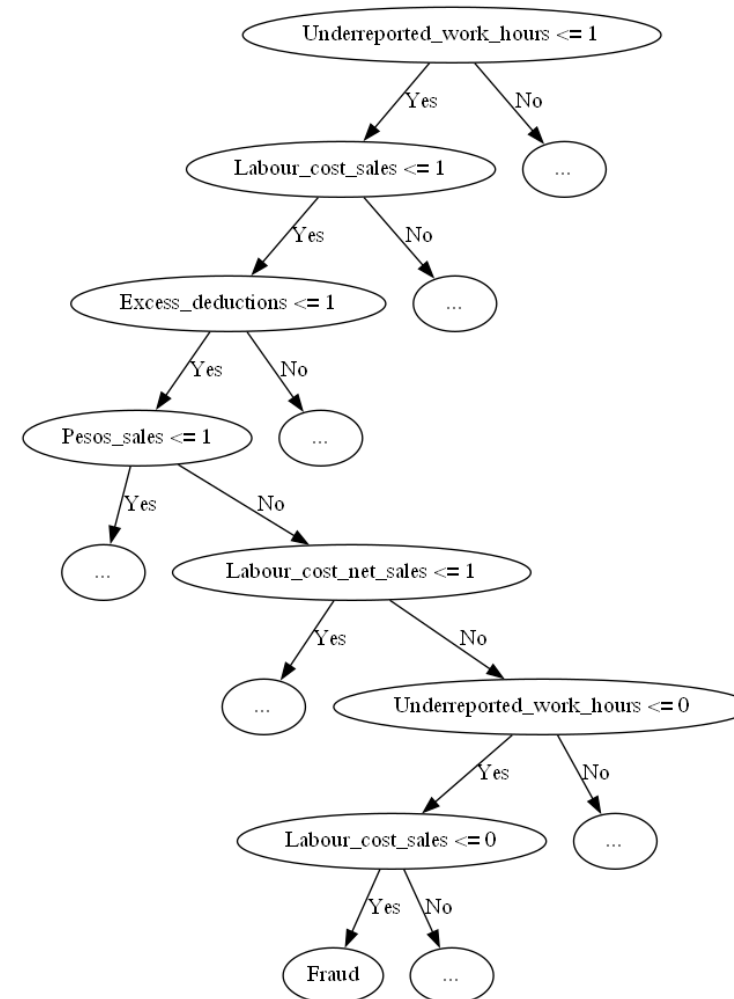 Underreported_work_hours <= 1
Yes
No
Labour_cost_sales <= 1
...
Yes
No
Excess_deductions <= 1
...
Yes
No
Pesos_sales <= 1
...
Yes
No
...
Labour_cost_net_sales <= 1
Yes
No
...
Underreported_work_hours <= 0
Yes
No
Labour_cost_sales <= 0
...
Yes
No
Fraud
...